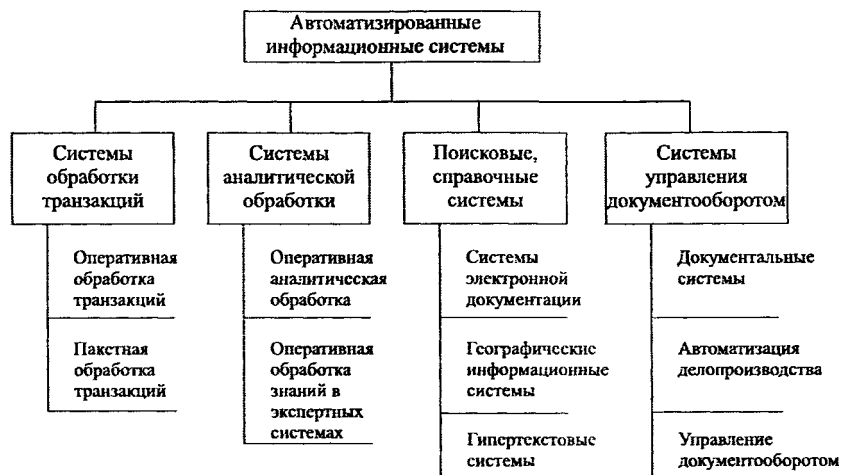 Автоматизированные
информационные системы
Системы
обработки
транзакций
Системы
аналитической
обработки
Поисковые,
справочные
системы
Системы
управления
документооборотом
Оперативная
обработка
транзакций
Пакетная
обработка
транзакций
Оперативная
аналитическая
обработка
Оперативная
обработка
знаний в
экспертных
системах
Системы
электронной
документации
Географические
информационные
системы
Гипертекстовые
системы
Документальные
системы
Автоматизация
делопроизводства
Управление
документооборотом